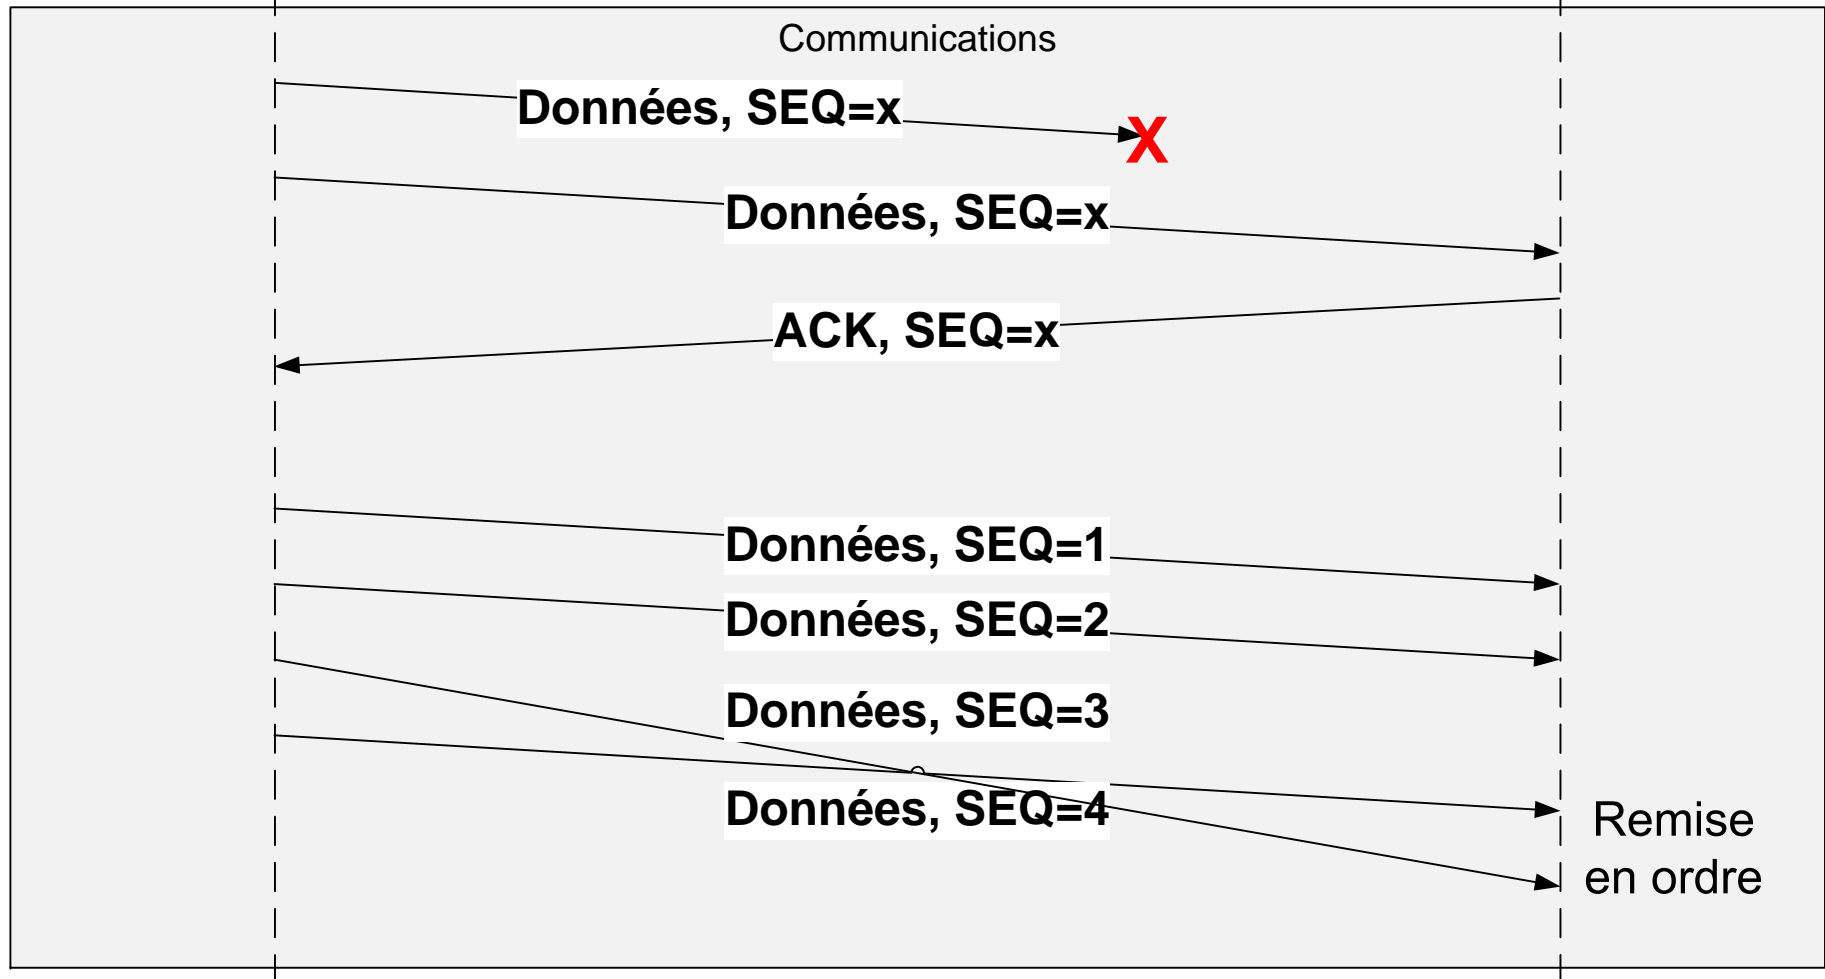 Communications
Données, SEQ=x
X
Données, SEQ=x
ACK, SEQ=x
Données, SEQ=1
Données, SEQ=2
Données, SEQ=3
Données, SEQ=4
Remise
en ordre